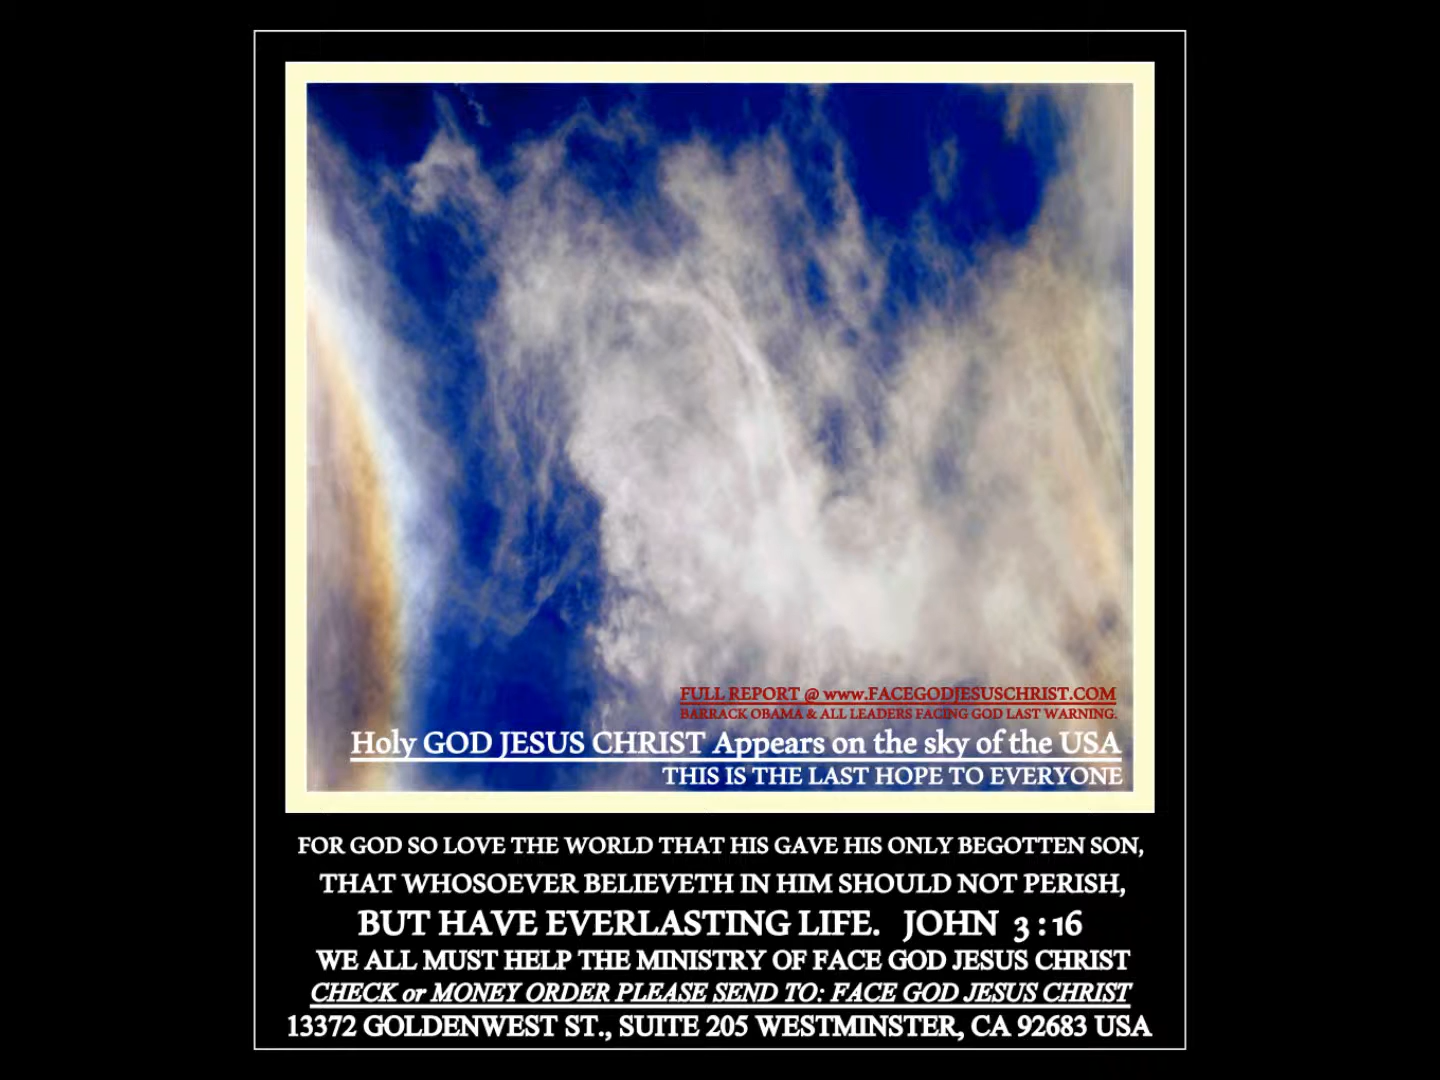 FULL REPORT @ www.FACEGODJESUSCHRIST.COM
BARRACK OBAMA & ALL LEADERS FACING GOD LAST WARNING.
Holy GOD JESUS CHRIST Appears on the sky of the USA
THIS IS THE LAST HOPE TO EVERYONE
FOR GOD SO LOVE THE WORLD THAT HIS GAVE HIS ONLY BEGOTTEN SON,
THAT WHOSOEVER BELIEVETH IN HIM SHOULD NOT PERISH,
BUT HAVE EVERLASTING LIFE. JOHN 3 : 16
WE ALL MUST HELP THE MINISTRY OF FACE GOD JESUS CHRIST
CHECK or MONEY ORDER PLEASE SEND TO: FACE GOD JESUS CHRIST
13372 GOLDENWEST ST., SUITE 205 WESTMINSTER, CA 92683 USA